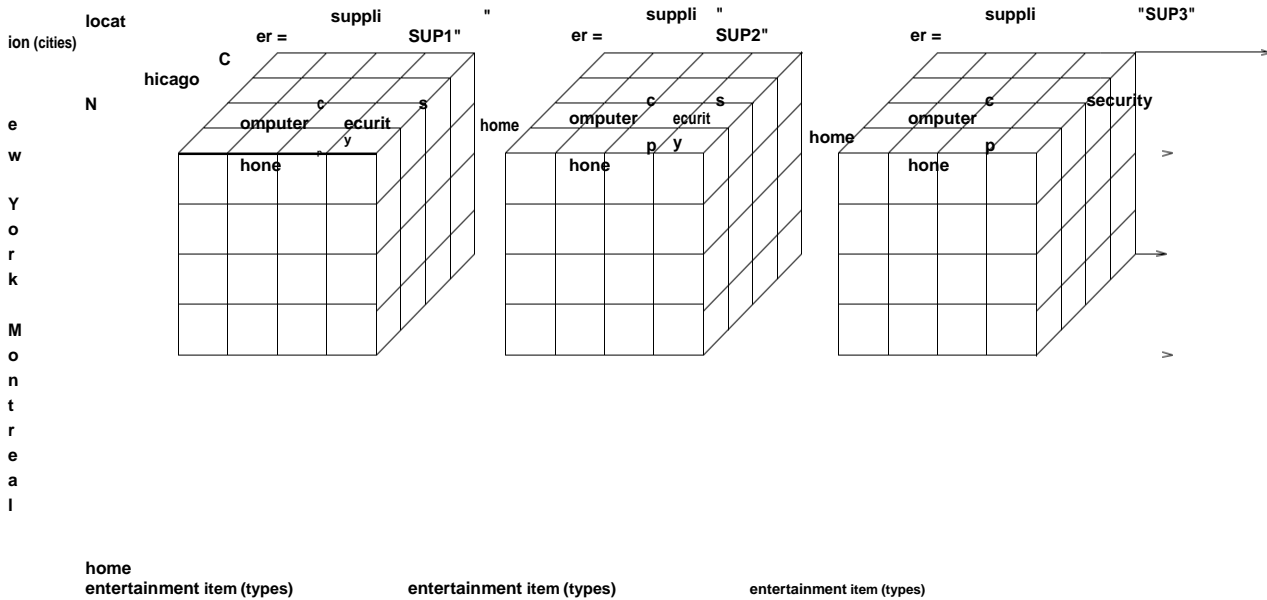 locat suppli " suppli " suppli "SUP3"
ion (cities) er = SUP1" er = SUP2" er =
C
hicago
N c s c s c security
e omputer ecurit home omputer ecurit home omputer
w y p y p
p
hone hone hone
Y
o
r
k
M
o
n
t
r
e
a
l
home
entertainment item (types) entertainment item (types) entertainment item (types)